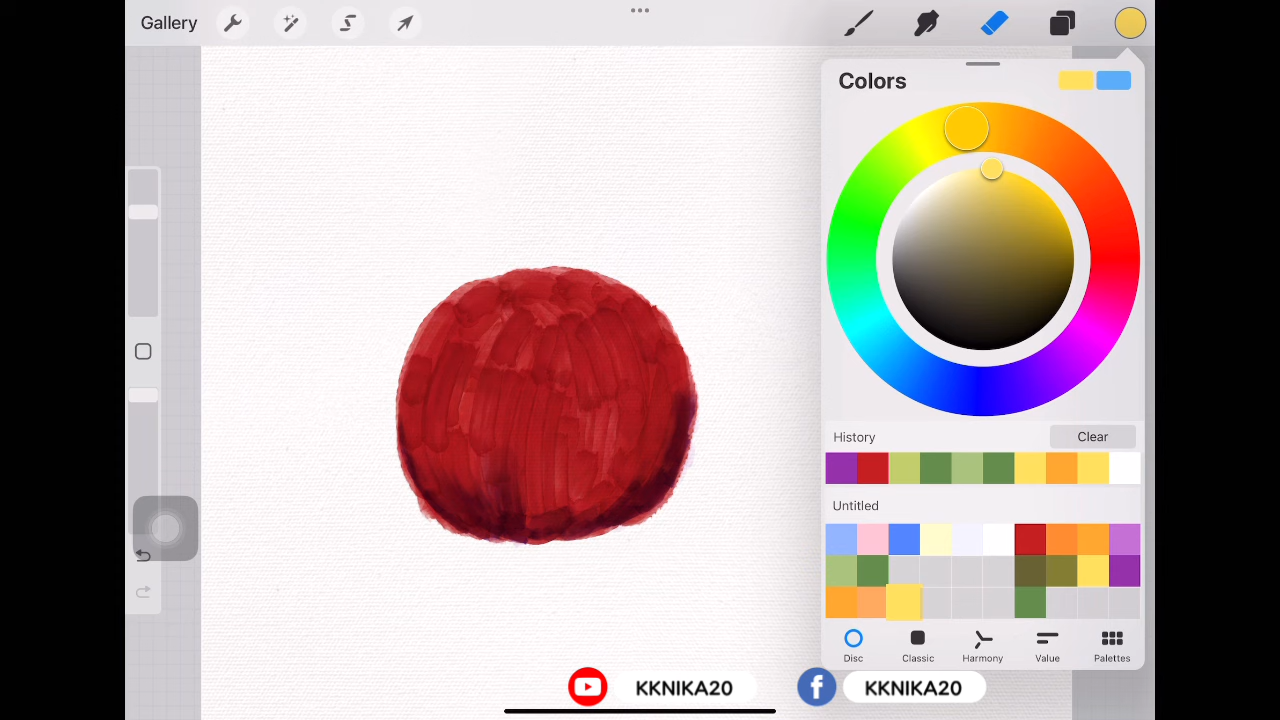 Gallery
Colors
History
Clear
Untitled
Disc
Classic
Harmony
Value
Palettes
KKNIKA20
KKNIKA20